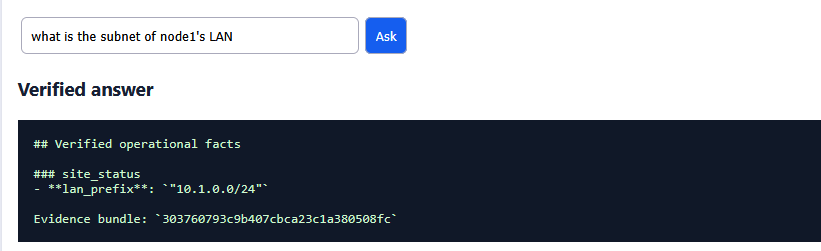 what is the subnet of node1's LAN
Ask
Verified answer
## Verified operational facts
### site_status
- **lan_prefix**: `"10.1.0.0/24"`
Evidence bundle: `303760793c9b407cbca23c1a380508fc`